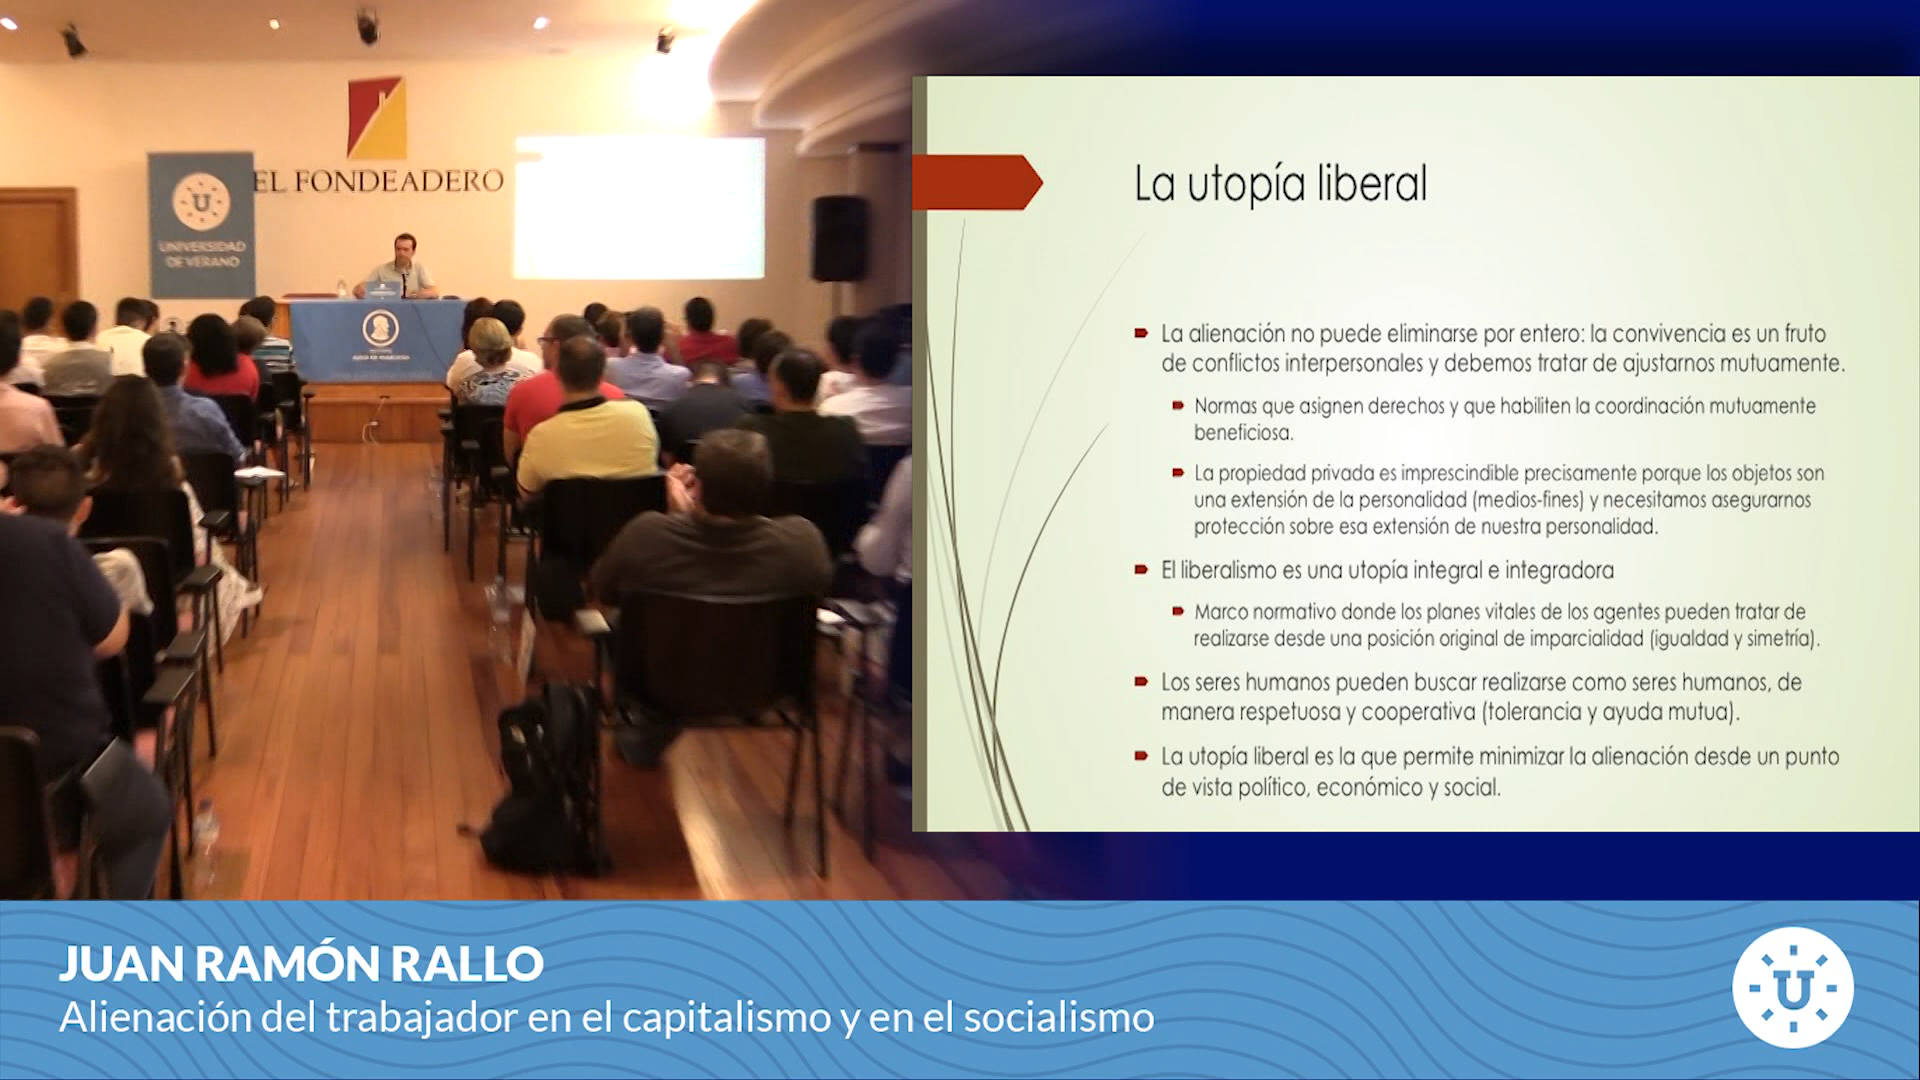 EL FONDEADERO
U
UNIVERSIDAD
DE VERANO
La utopía liberal
La alienación no puede eliminarse por entero: la convivencia es un fruto
de conflictos interpersonales y debemos tratar de ajustarnos mutuamente.
Normas que asignen derechos y que habiliten la coordinación mutuamente
beneficiosa.
La propiedad privada es imprescindible precisamente porque los objetos son
una extensión de la personalidad (medios-fines) y necesitamos asegurarnos
protección sobre esa extensión de nuestra personalidad.
El liberalismo es una utopía integral e integradora
Marco normativo donde los planes vitales de los agentes pueden tratar de
realizarse desde una posición original de imparcialidad (igualdad y simetría).
Los seres humanos pueden buscar realizarse como seres humanos, de
manera respetuosa y cooperativa (tolerancia y ayuda mutua).
La utopía liberal es la que permite minimizar la alienación desde un punto
de vista político, económico y social.
JUAN RAMÓN RALLO
Alienación del trabajador en el capitalismo y en el socialismo
U